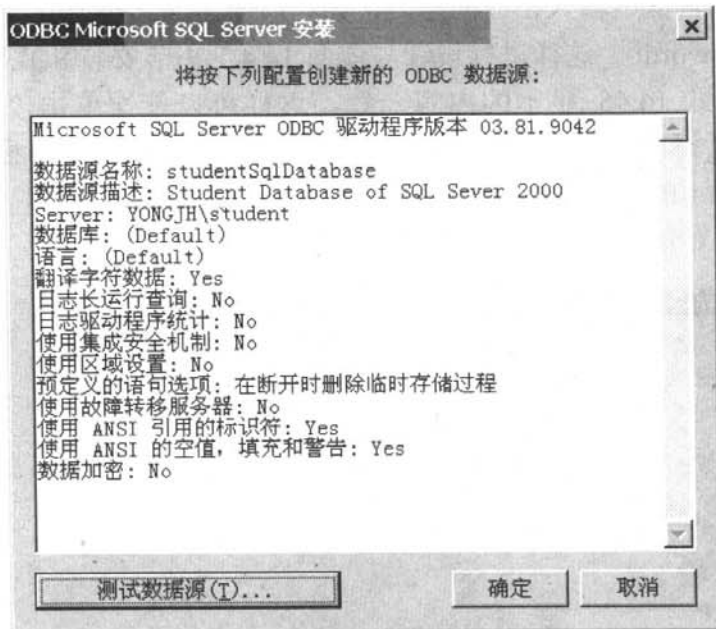 ODBC Microsoft SQL Server 安装
将按下列配置创建新的 ODBC 数据源:
Microsoft SQL Server ODBC 驱动程序版本 03.81.9042
数据源名称: studentSqlDatabase
数据源描述: Student Database of SQL Sever 2000
Server: YONGJH\student
数据库: (Default)
语言: (Default)
翻译字符数据: Yes
日志长运行查询: No
日志驱动程序统计: No
使用集成安全机制: No
使用区域设置: No
预定义的语句选项: 在断开时删除临时存储过程
使用故障转移服务器: No
使用 ANSI 引用的标识符: Yes
使用 ANSI 的空值，填充和警告: Yes
数据加密: No
测试数据源(T)...
确定
取消